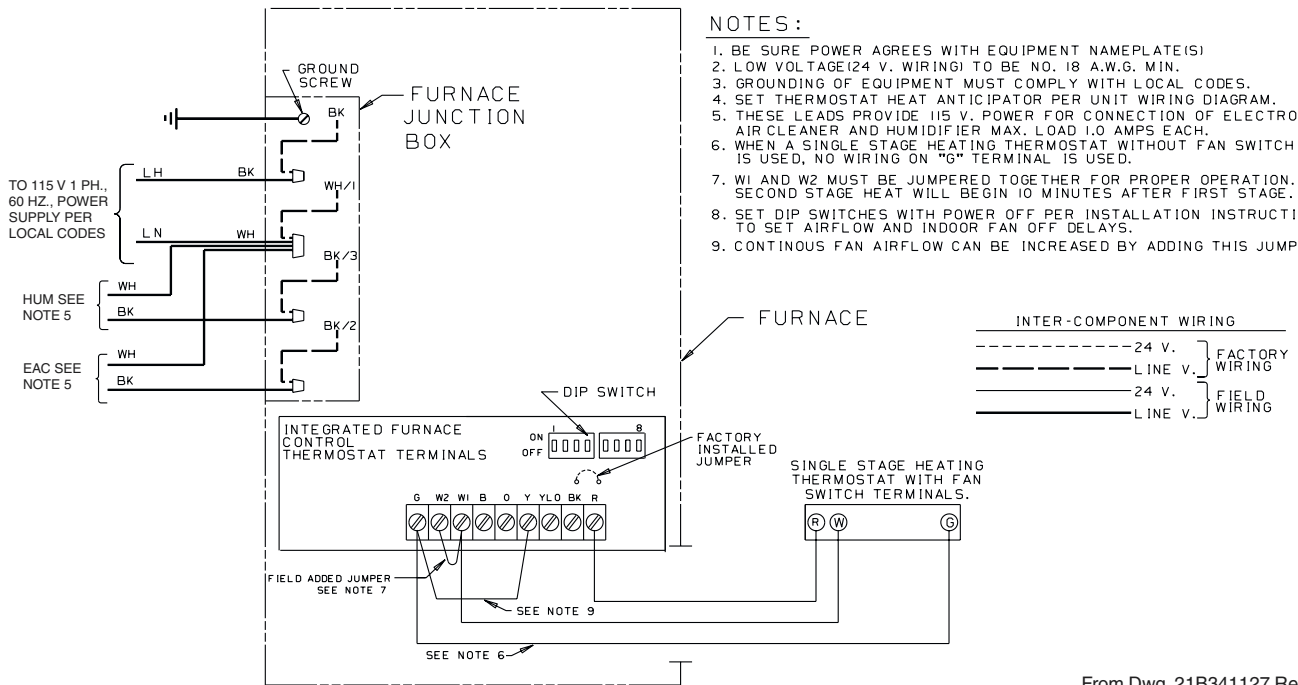 NOTES:
1. BE SURE POWER AGREES WITH EQUIPMENT NAMEPLATE(S)
2. LOW VOLTAGE(24 V. WIRING) TO BE NO. 18 A.W.G. MIN.
3. GROUNDING OF EQUIPMENT MUST COMPLY WITH LOCAL CODES.
4. SET THERMOSTAT HEAT ANTICIPATOR PER UNIT WIRING DIAGRAM.
5. THESE LEADS PROVIDE 115 V. POWER FOR CONNECTION OF ELECTRO
AIR CLEANER AND HUMIDIFIER MAX. LOAD 1.0 AMPS EACH.
6. WHEN A SINGLE STAGE HEATING THERMOSTAT WITHOUT FAN SWITCH
IS USED, NO WIRING ON "G" TERMINAL IS USED.
7. W1 AND W2 MUST BE JUMPERED TOGETHER FOR PROPER OPERATION.
SECOND STAGE HEAT WILL BEGIN 10 MINUTES AFTER FIRST STAGE.
8. SET DIP SWITCHES WITH POWER OFF PER INSTALLATION INSTRUCTI
TO SET AIRFLOW AND INDOOR FAN OFF DELAYS.
9. CONTINOUS FAN AIRFLOW CAN BE INCREASED BY ADDING THIS JUMP
GROUND
SCREW
FURNACE
JUNCTION
BOX
BK
LH
BK
WH/1
TO 115 V 1 PH.,
60 HZ., POWER
SUPPLY PER
LOCAL CODES
LN
WH
BK/3
HUM SEE
NOTE 5
WH
BK
BK/2
EAC SEE
NOTE 5
WH
BK
FURNACE
INTER-COMPONENT WIRING
24 V.
LINE V.
FACTORY
WIRING
24 V.
LINE V.
FIELD
WIRING
DIP SWITCH
INTEGRATED FURNACE
CONTROL
THERMOSTAT TERMINALS
ON
OFF
1
8
FACTORY
INSTALLED
JUMPER
G W2 W1 B O Y YLO BK R
SINGLE STAGE HEATING
THERMOSTAT WITH FAN
SWITCH TERMINALS.
R W G
FIELD ADDED JUMPER
SEE NOTE 7
SEE NOTE 9
SEE NOTE 6
From Dwg. 21B341127 Re